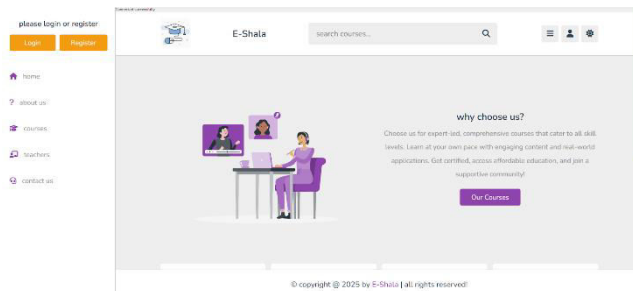 please login or register
Login
Register
home
about us
courses
teachers
contact us
E-Shala
search courses...
why choose us?
Choose us for expert-led, comprehensive courses that cater to all skill
levels. Learn at your own pace with engaging content and real-world
applications. Get certified, access affordable education, and join a
supportive community!
Our Courses
© copyright @ 2025 by E-Shala | all rights reserved!